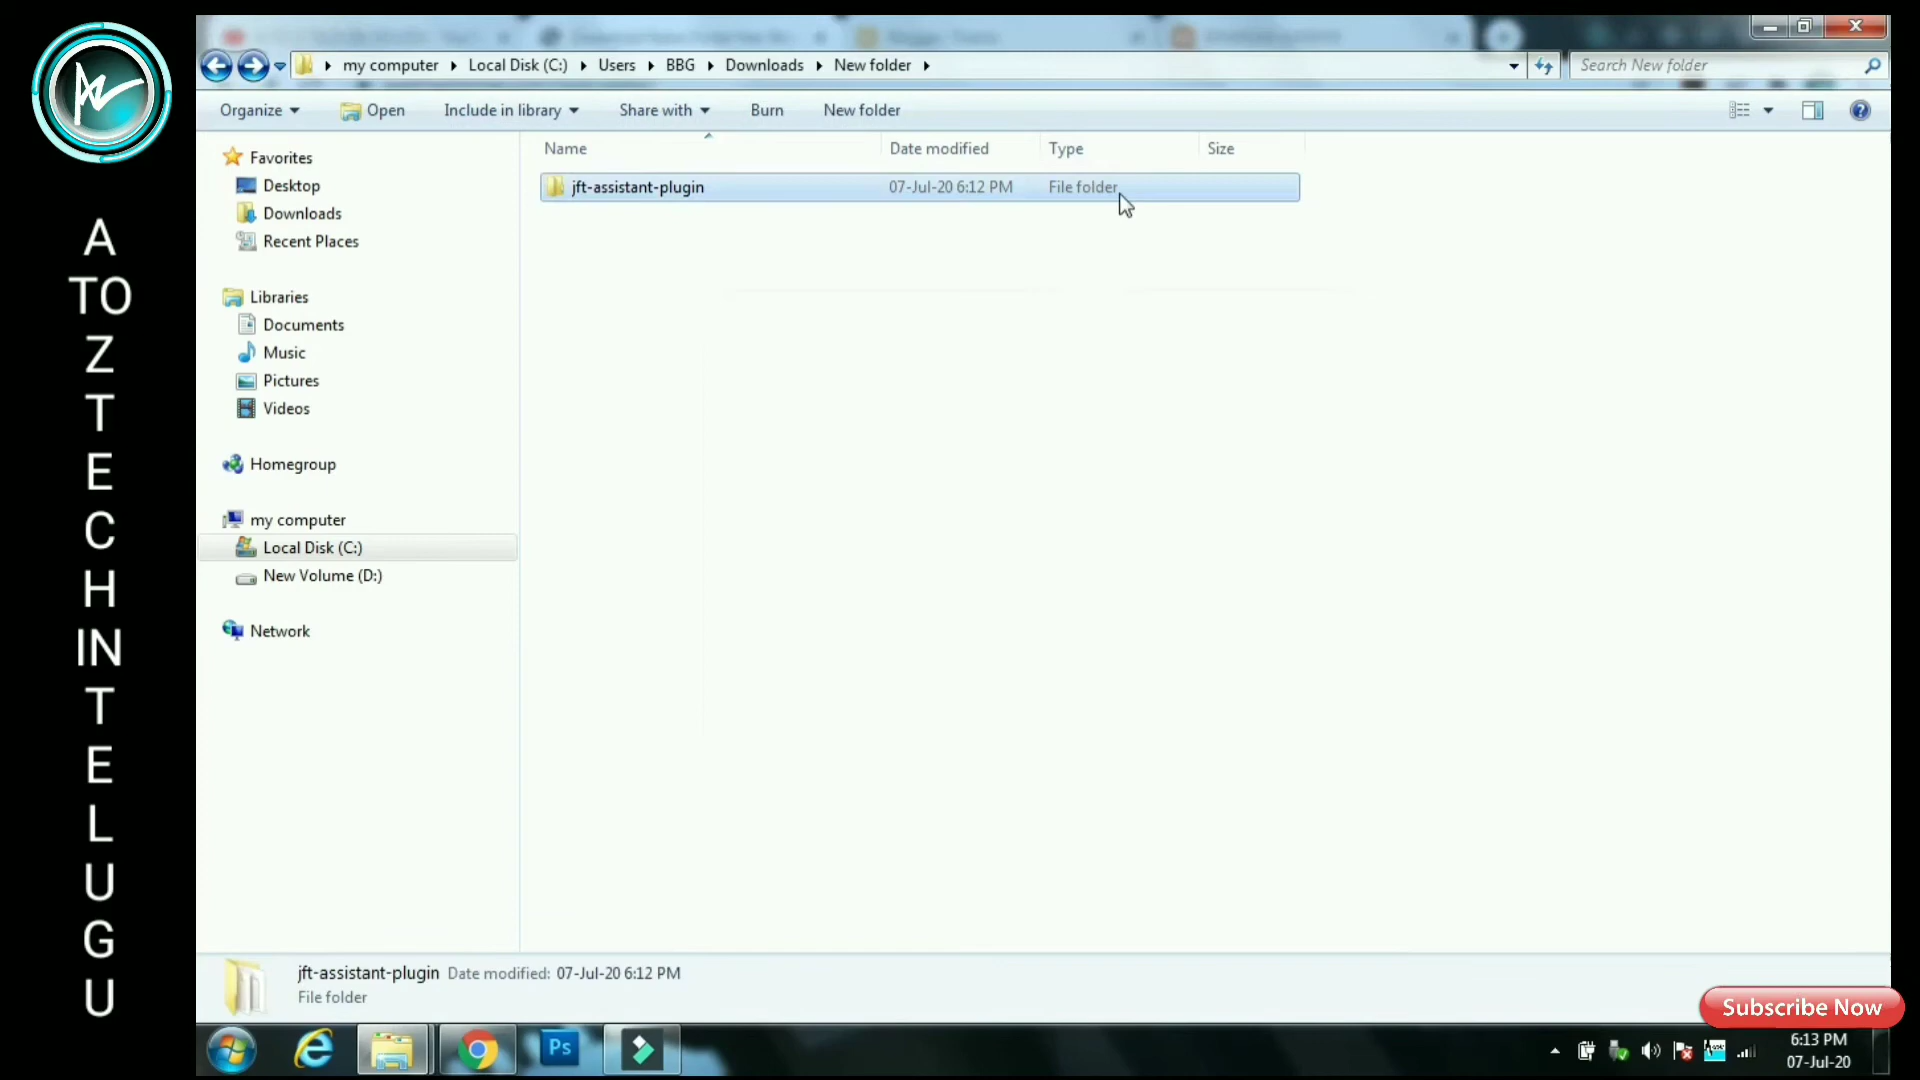 A
TO
Z
T
E
C
H
IN
T
E
L
U
G
U
my computer Local Disk (C:) Users BBG Downloads New folder
Search New folder
Organize Open Include in library Share with Burn New folder
Name Date modified Type Size
jft-assistant-plugin 07-Jul-20 6:12 PM File folder
Favorites
Desktop
Downloads
Recent Places
Libraries
Documents
Music
Pictures
Videos
Homegroup
my computer
Local Disk (C:)
New Volume (D:)
Network
jft-assistant-plugin Date modified: 07-Jul-20 6:12 PM
File folder
Subscribe Now
Ps
6:13 PM
07-Jul-20